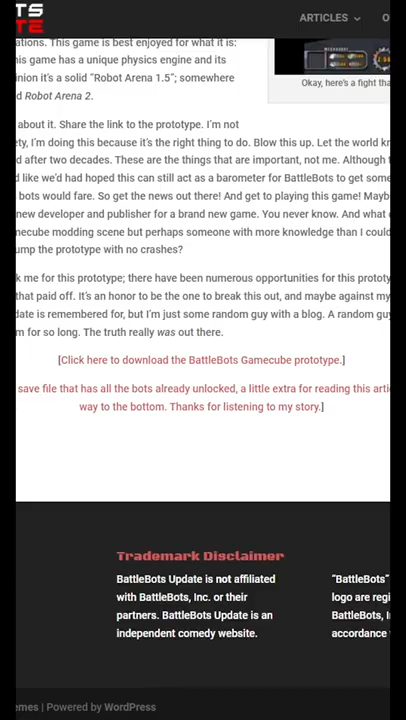 TS
TE
ARTICLES
O
ations. This game is best enjoyed for what it is:
his game has a unique physics engine and its
inion it's a solid "Robot Arena 1.5"; somewhere
d Robot Arena 2.
Okay, here's a fight tha
about it. Share the link to the prototype. I'm not
ety, I'm doing this because it's the right thing to do. Blow this up. Let the world kn
d after two decades. These are the things that are important, not me. Although t
d like we'd had hoped this can still act as a barometer for BattleBots to get some
bots would fare. So get the news out there! And get to playing this game! Mayb
new developer and publisher for a brand new game. You never know. And what
mecube modding scene but perhaps someone with more knowledge than I could
ump the prototype with no crashes?
k me for this prototype; there have been numerous opportunities for this prototy
that paid off. It's an honor to be the one to break this out, and maybe against my
date is remembered for, but I'm just some random guy with a blog. A random guy
m for so long. The truth really was out there.
[Click here to download the BattleBots Gamecube prototype.]
save file that has all the bots already unlocked, a little extra for reading this artic
way to the bottom. Thanks for listening to my story.]
Trademark Disclaimer
BattleBots Update is not affiliated
with BattleBots, Inc. or their
partners. BattleBots Update is an
independent comedy website.
"BattleBots"
logo are regi
BattleBots, I
accordance
emes | Powered by WordPress